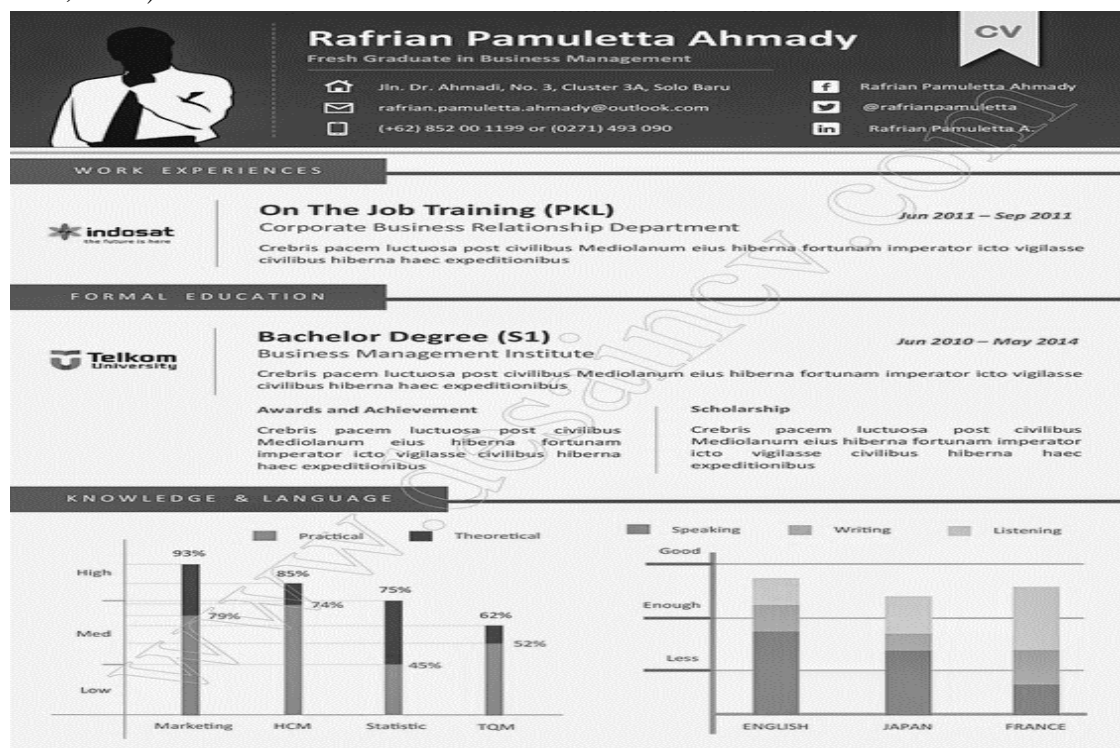 CV
Rafrian Pamuletta Ahmady
Fresh Graduate in Business Management
Jln. Dr. Ahmadi, No. 3, Cluster 3A, Solo Baru
rafrian.pamuletta.ahmady@outlook.com
(+62) 852 00 1199 or (0271) 493 090
f Rafrian Pamuletta Ahmady
@rafrianpamuletta
in Rafrian Pamuletta A.
WORK EXPERIENCES
indosat
the future is here
On The Job Training (PKL)
Jun 2011 – Sep 2011
Corporate Business Relationship Department
Crebris pacem luctuosa post civilibus Mediolanum eius hiberna fortunam imperator icto vigilasse
civilibus hiberna haec expeditionibus
FORMAL EDUCATION
Telkom
University
Bachelor Degree (S1)
Jun 2010 – May 2014
Business Management Institute
Crebris pacem luctuosa post civilibus Mediolanum eius hiberna fortunam imperator icto vigilasse
civilibus hiberna haec expeditionibus
Awards and Achievement
Crebris pacem luctuosa post civilibus
Mediolanum eius hiberna fortunam
imperator icto vigilasse civilibus hiberna
haec expeditionibus
Scholarship
Crebris pacem luctuosa post civilibus
Mediolanum eius hiberna fortunam imperator
icto vigilasse civilibus hiberna haec
expeditionibus
KNOWLEDGE & LANGUAGE
Practical Theoretical
High
Med
Low
93%
79%
85%
74%
75%
45%
62%
52%
Marketing HCM Statistic TQM
Speaking Writing Listening
Good
Enough
Less
ENGLISH JAPAN FRANCE
www.desaincv.com